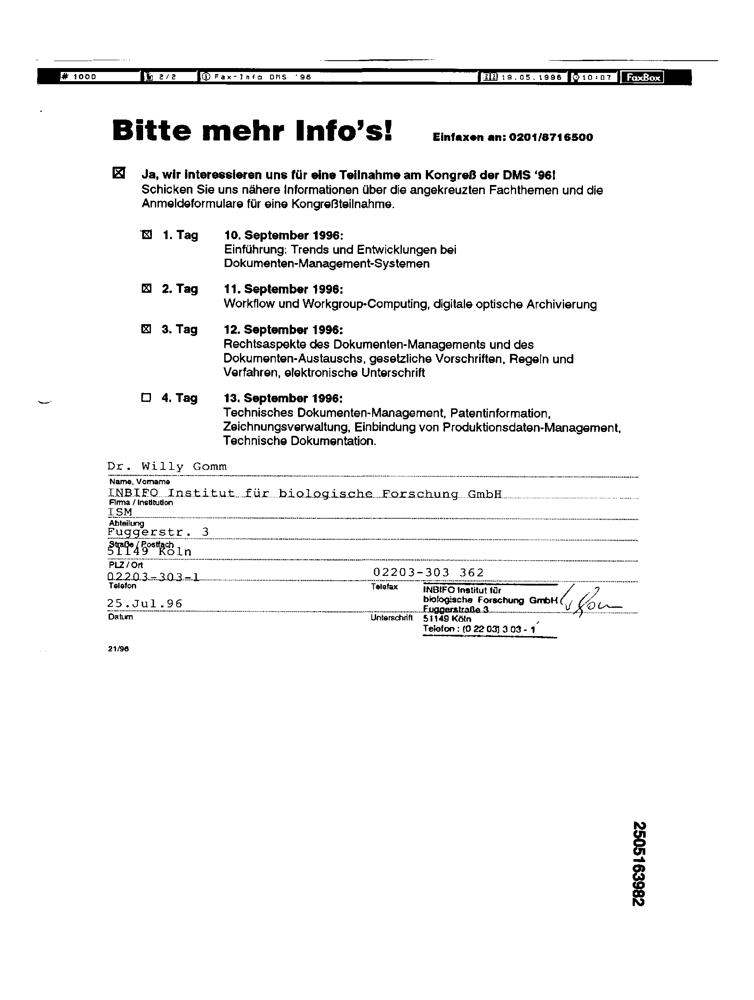 # 1000 2/2 Fax-Info DMS '96 19.05.1996 10:07 FaxBox
Bitte mehr Info's! Einfaxen an: 0201/8716500
Ja, wir interessieren uns für eine Teilnahme am Kongreß der DMS '96!
Schicken Sie uns nähere Informationen über die angekreuzten Fachthemen und die
Anmeldeformulare für eine Kongreßteilnahme.
1. Tag 10. September 1996:
Einführung: Trends und Entwicklungen bei
Dokumenten-Management-Systemen
2. Tag 11. September 1996:
Workflow und Workgroup-Computing, digitale optische Archivierung
3. Tag 12. September 1996:
Rechtsaspekte des Dokumenten-Managements und des
Dokumenten-Austauschs, gesetzliche Vorschriften, Regeln und
Verfahren, elektronische Unterschrift
4. Tag 13. September 1996:
Technisches Dokumenten-Management, Patentinformation,
Zeichnungsverwaltung, Einbindung von Produktionsdaten-Management,
Technische Dokumentation.
Dr. Willy Gomm
Name, Vorname
INBIFO Institut für biologische Forschung GmbH
Firma / Institution
ISM
Abteilung
Fuggerstr. 3
Straße / Postfach
51149 Köln
PLZ / Ort
02203-303-1 02203-303 362
Telefon Telefax
INBIFO Institut für
biologische Forschung GmbH
Fuggerstraße 3
51149 Köln
Telefon : (0 22 03) 3 03 - 1
25.Jul.96
Datum Unterschrift
21/96
2505163982